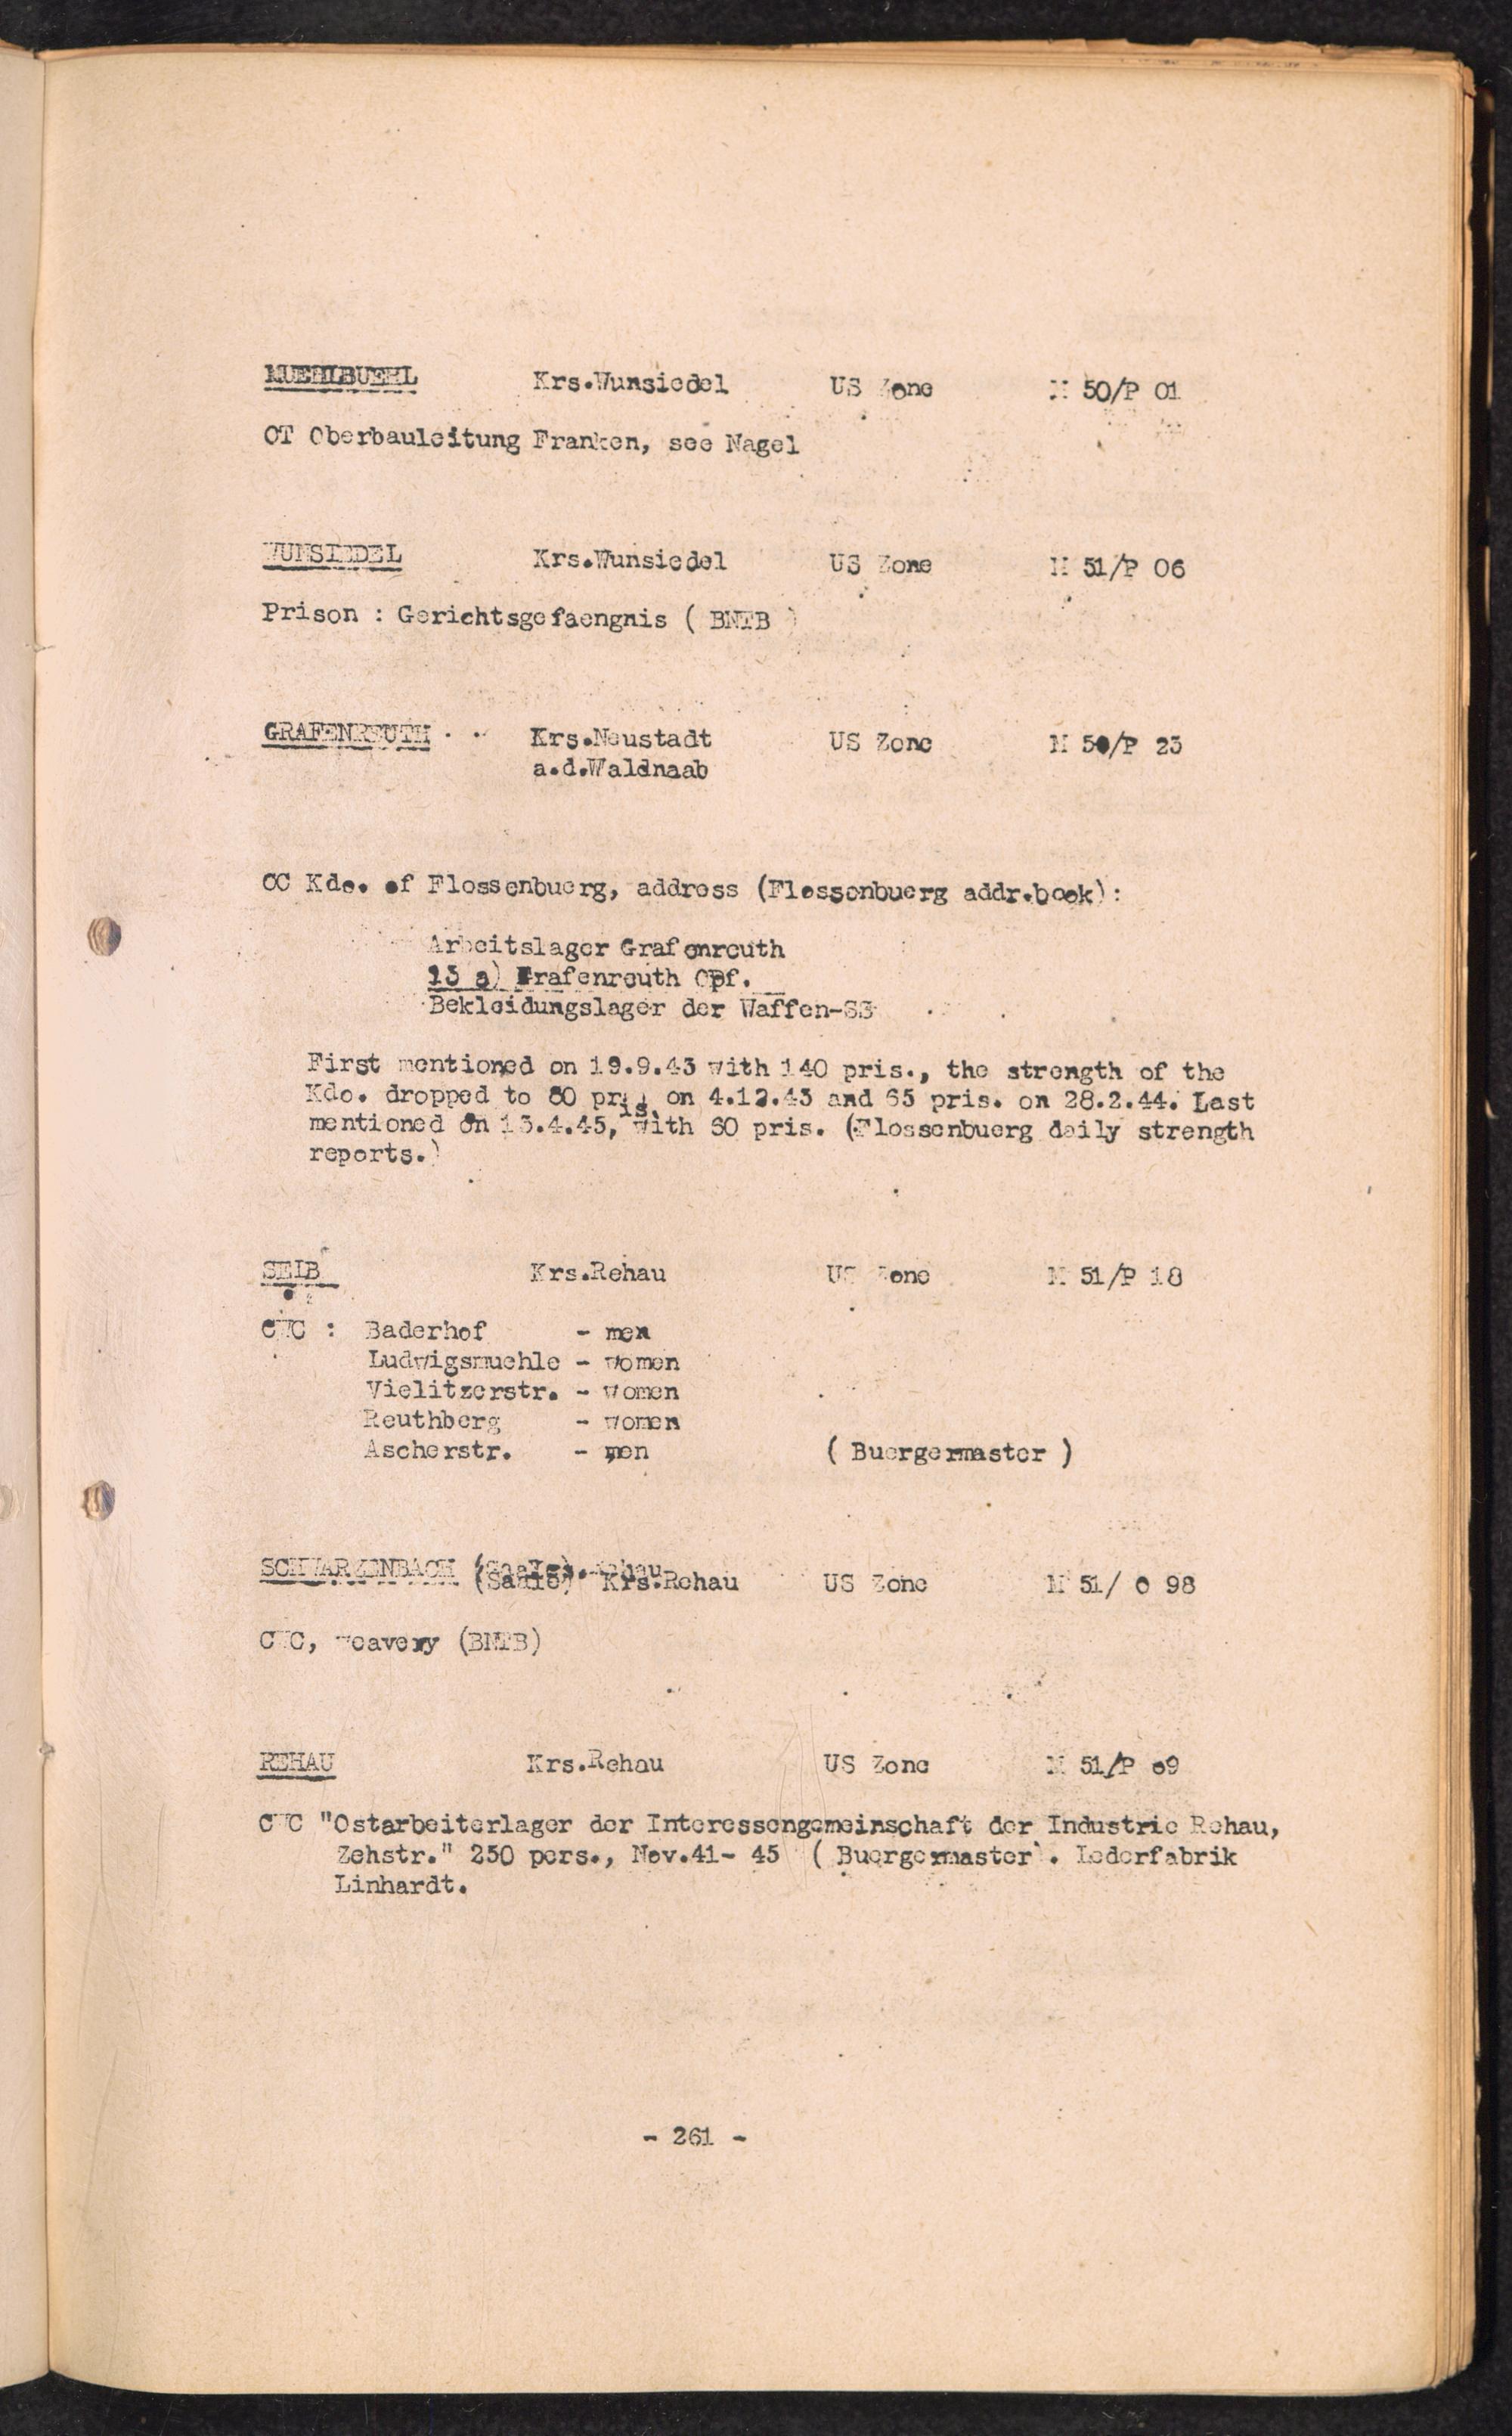 MUEHLBUEHL Krs.Wunsiedel US Zone M 50/P 01
OT Oberbauleitung Franken, see Nagel
WUNSIEDEL Krs.Wunsiedel US Zone M 51/P 06
Prison : Gerichtsgefaengnis ( BNTB )
GRAFENREUTH Krs.Neustadt US Zone M 50/P 23
a.d.Waldnaab
CC Kdo. of Flossenbuerg, address (Flossenbuerg addr.book):
Arbeitslager Grafenreuth
13 a) Grafenreuth Opf.
Bekleidungslager der Waffen-SS
First mentioned on 19.9.43 with 140 pris., the strength of the
Kdo. dropped to 80 pris. on 4.12.43 and 65 pris. on 28.2.44. Last
mentioned on 13.4.45, with 60 pris. (Flossenbuerg daily strength
reports.)
SELB Krs.Rehau US Zone M 51/P 18
CWC : Baderhof - men
Ludwigsmuehle - women
Vielitzerstr. - women
Reuthberg - women
Ascherstr. - men ( Buergermaster )
SCHWARZENBACH (Saale) Krs.Rehau US Zone M 51/ O 98
CWC, weavery (BNTB)
REHAU Krs.Rehau US Zone M 51/P 09
CWC "Ostarbeiterlager der Interessengemeinschaft der Industrie Rehau,
Zehstr." 250 pers., Nov.41- 45 ( Buergermaster). Lederfabrik
Linhardt.
- 261 -